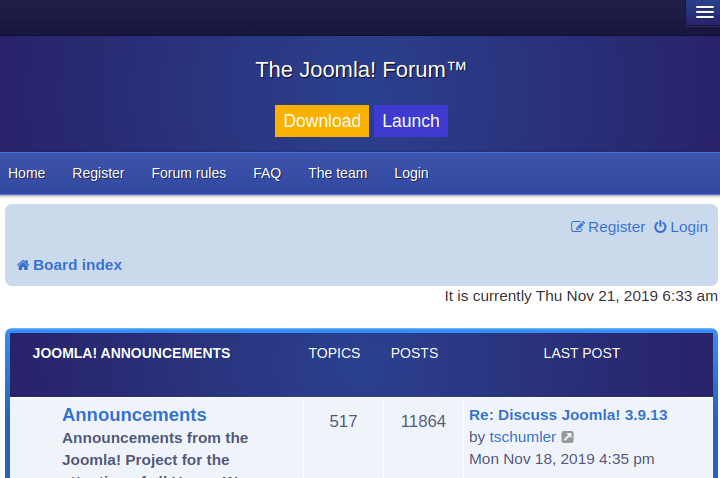 The Joomla! Forum™
Download Launch
Home Register Forum rules FAQ The team Login
Register Login
Board index
It is currently Thu Nov 21, 2019 6:33 am
JOOMLA! ANNOUNCEMENTS TOPICS POSTS LAST POST
Announcements 517 11864 Re: Discuss Joomla! 3.9.13
Announcements from the by tschumler
Joomla! Project for the Mon Nov 18, 2019 4:35 pm